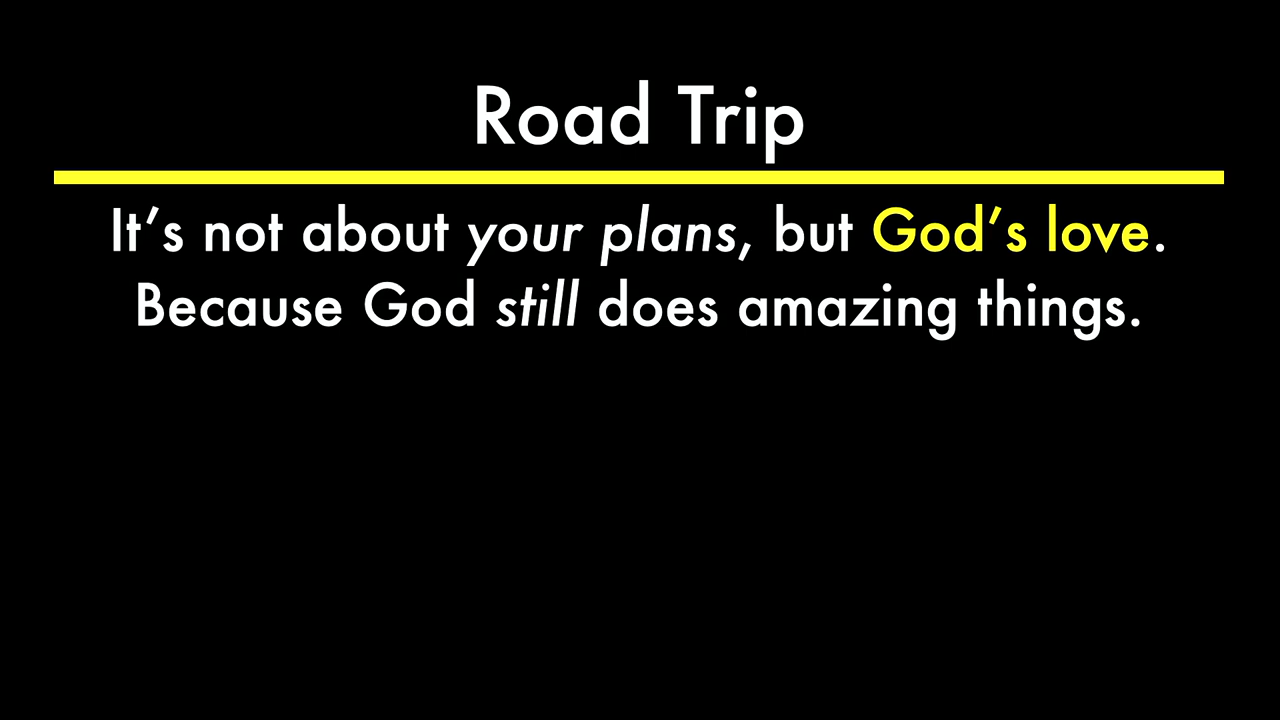 Road Trip
It’s not about your plans, but God’s love.
Because God still does amazing things.